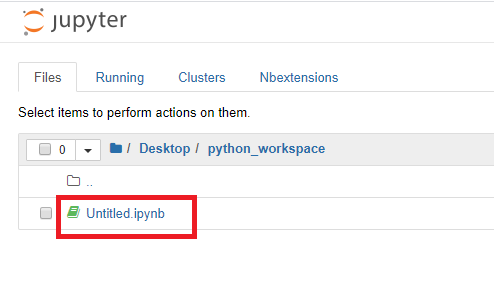 jupyter
Files Running Clusters Nbextensions
Select items to perform actions on them.
0 / Desktop / python_workspace
..
Untitled.ipynb